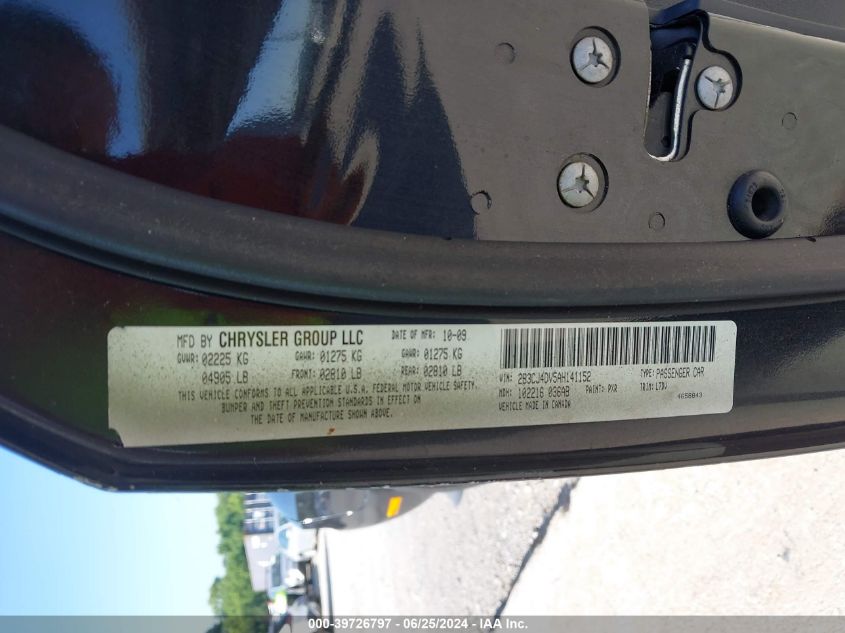 MFD BY CHRYSLER GROUP LLC DATE OF MFR: 10-09
GVWR: 02225 KG GAWR: 01275 KG GAWR: 01275 KG
04905 LB FRONT: 02810 LB REAR: 02810 LB
THIS VEHICLE CONFORMS TO ALL U.S.A. FEDERAL MOTOR VEHICLE SAFETY,
BUMPER AND THEFT PREVENTION STANDARDS IN EFFECT ON
THE DATE OF MANUFACTURE SHOWN ABOVE.
VIN: 2B3CJ4DV5AH141152 TYPE: PASSENGER CAR
MDH: 102216 036AB PAINT: PXR TRIM: L7DV
VEHICLE MADE IN CANADA 4658843
000-39726797 - 06/25/2024 - IAA Inc.